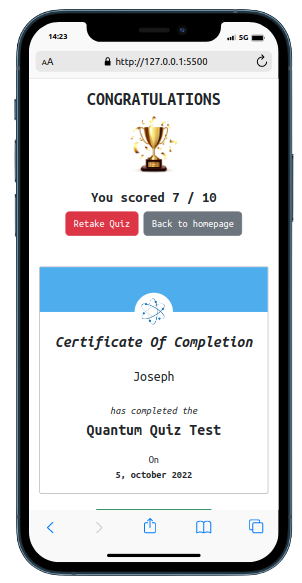 14:23
5G
AA
http://127.0.0.1:5500
CONGRATULATIONS
You scored 7 / 10
Retake Quiz
Back to homepage
Certificate Of Completion
Joseph
has completed the
Quantum Quiz Test
On
5, october 2022